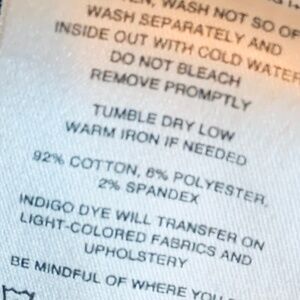 WASH NOT SO OF
WASH SEPARATELY AND
INSIDE OUT WITH COLD WATER
DO NOT BLEACH
REMOVE PROMPTLY
TUMBLE DRY LOW
WARM IRON IF NEEDED
92% COTTON, 6% POLYESTER,
2% SPANDEX
INDIGO DYE WILL TRANSFER ON
LIGHT-COLORED FABRICS AND
UPHOLSTERY
BE MINDFUL OF WHERE YOU